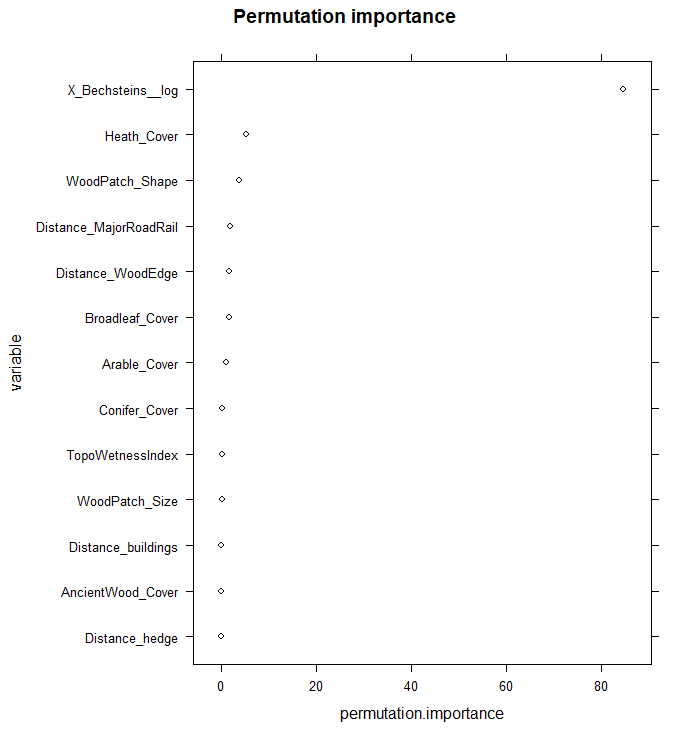 Permutation importance
X_Bechsteins__log
Heath_Cover
WoodPatch_Shape
Distance_MajorRoadRail
Distance_WoodEdge
Broadleaf_Cover
Arable_Cover
Conifer_Cover
TopoWetnessIndex
WoodPatch_Size
Distance_buildings
AncientWood_Cover
Distance_hedge
variable
0 20 40 60 80
permutation.importance